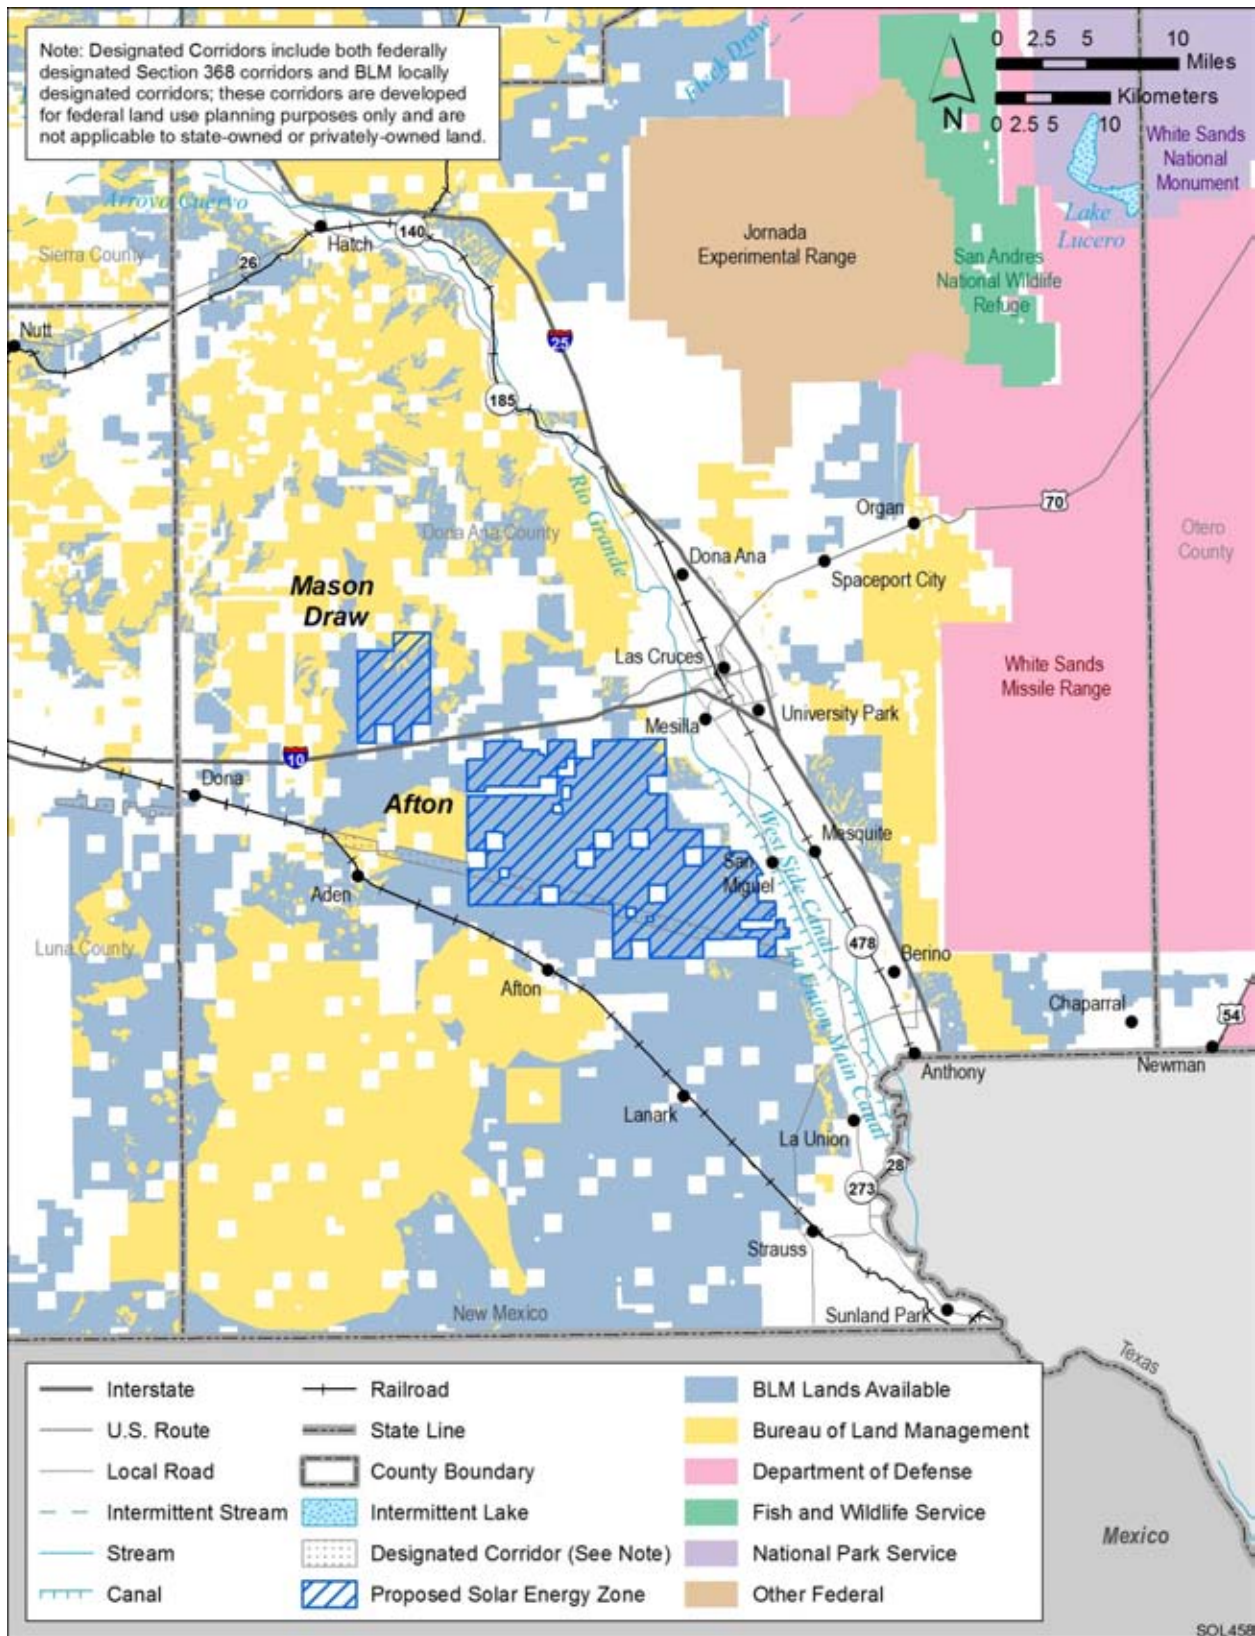 Note: Designated Corridors include both federally
designated Section 368 corridors and BLM locally
designated corridors; these corridors are developed
for federal land use planning purposes only and are
not applicable to state-owned or privately-owned land.
Fleck Draw
0 2.5 5 10
Miles
Kilometers
0 2.5 5 10
N
White Sands
National
Monument
Lake
Lucero
Arroyo Cuervo
Sierra County
Hatch
140
26
Nutt
Jornada
Experimental Range
San Andres
National Wildlife
Refuge
25
185
Rio Grande
Dona Ana County
Organ
70
Otero
County
Dona Ana
Spaceport City
Mason
Draw
Las Cruces
White Sands
Missile Range
Mesilla
University Park
10
Dona
Afton
Mesquite
West Side Canal
San
Miguel
Aden
Luna County
478
Berino
La Union Main Canal
Afton
Chaparral
54
Anthony
Newman
Lanark
La Union
28
273
Strauss
New Mexico
Sunland Park
Texas
Interstate
U.S. Route
Local Road
Intermittent Stream
Stream
Canal
Railroad
State Line
County Boundary
Intermittent Lake
Designated Corridor (See Note)
Proposed Solar Energy Zone
BLM Lands Available
Bureau of Land Management
Department of Defense
Fish and Wildlife Service
National Park Service
Other Federal
Mexico
SOL458